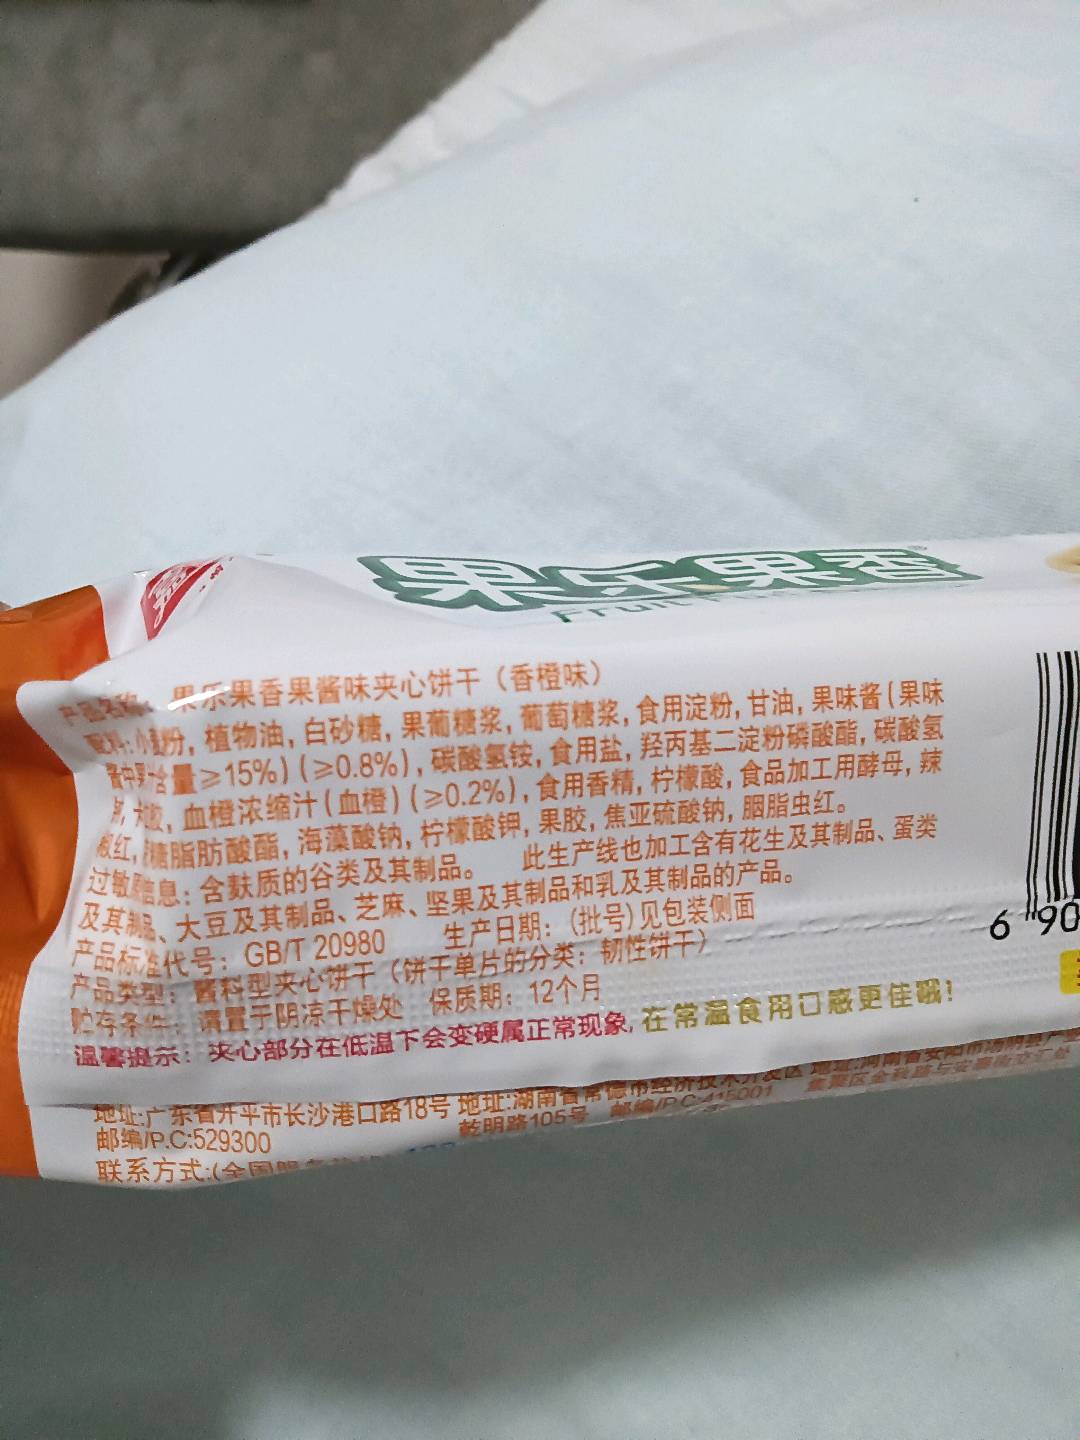 果乐果香
产品名称：果乐果香果酱味夹心饼干（香橙味）
配料：小麦粉, 植物油, 白砂糖, 果葡糖浆, 葡萄糖浆, 食用淀粉, 甘油, 果味酱（果味
酱中果汁含量≥15%）（≥0.8%）, 碳酸氢铵, 食用盐, 羟丙基二淀粉磷酸酯, 碳酸氢
血橙浓缩汁（血橙）（≥0.2%）, 食用香精, 柠檬酸, 食品加工用酵母, 辣
椒红, 糖脂肪酸酯, 海藻酸钠, 柠檬酸钾, 果胶, 焦亚硫酸钠, 胭脂虫红。
过敏原信息：含麸质的谷类及其制品。 此生产线也加工含有花生及其制品、蛋类
及其制品、大豆及其制品、芝麻、坚果及其制品和乳及其制品的产品。
产品标准代号：GB/T 20980 生产日期：（批号）见包装侧面
产品类型：酱料型夹心饼干（饼干单片的分类：韧性饼干）
贮存条件：请置于阴凉干燥处 保质期：12个月
温馨提示：夹心部分在低温下会变硬属正常现象, 在常温食用口感更佳哦！
地址:广东省开平市长沙港口路18号 地址:湖南省常德市经济技术开发区
邮编/P.C:529300 乾明路105号 邮编/P.C:415001
联系方式:(全国
6 90